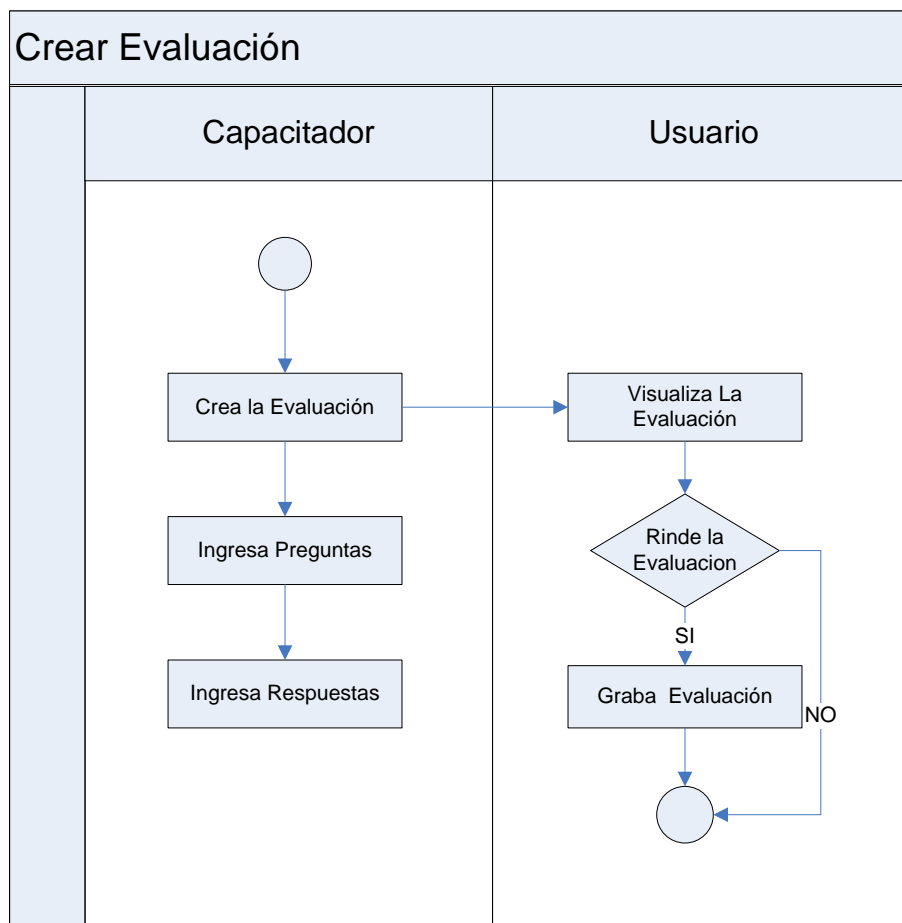 Crear Evaluación
Capacitador
Usuario
Crea la Evaluación
Visualiza La
Evaluación
Ingresa Preguntas
Rinde la
Evaluacion
SI
Ingresa Respuestas
Graba Evaluación
NO